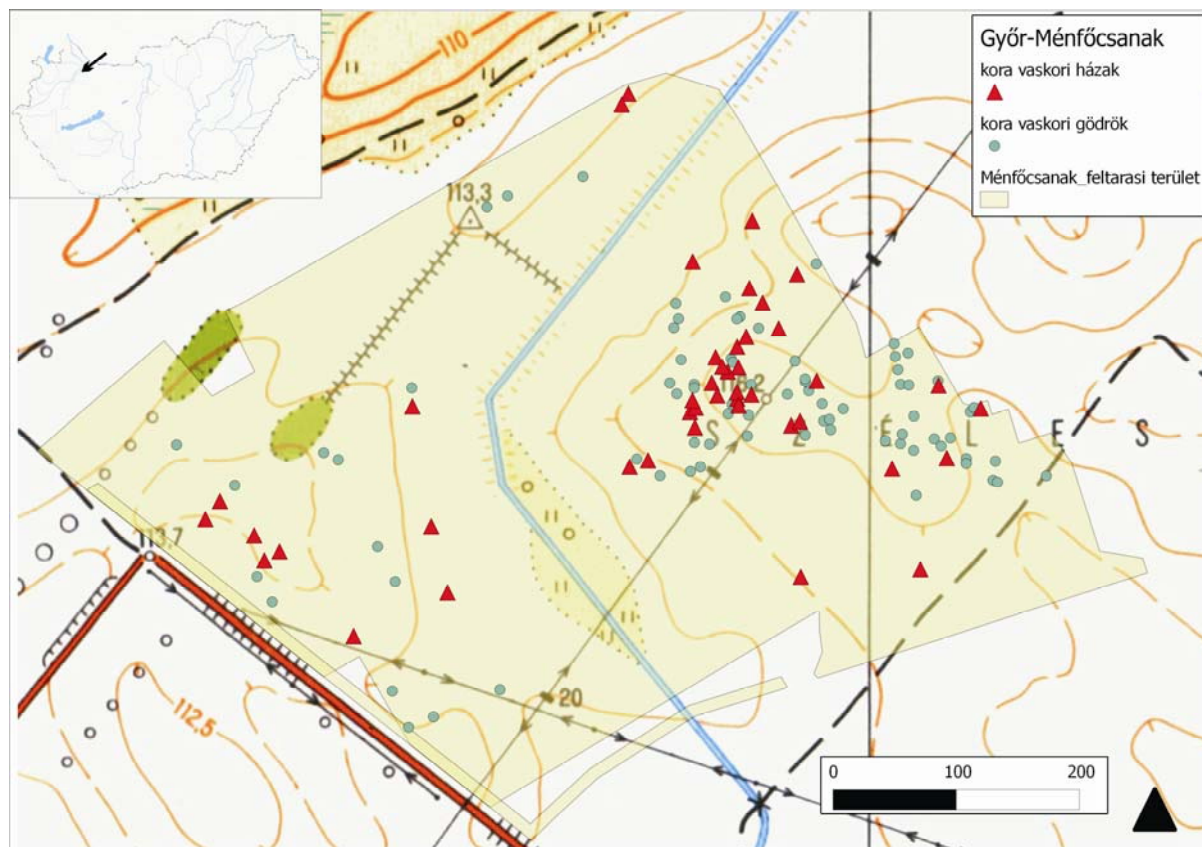 Győr-Ménfőcsanak
kora vaskori házak
kora vaskori gödrök
Ménfőcsanak_feltarasi terület
110
113,3
S Z É L E S
113,7
20
112,5
0 100 200